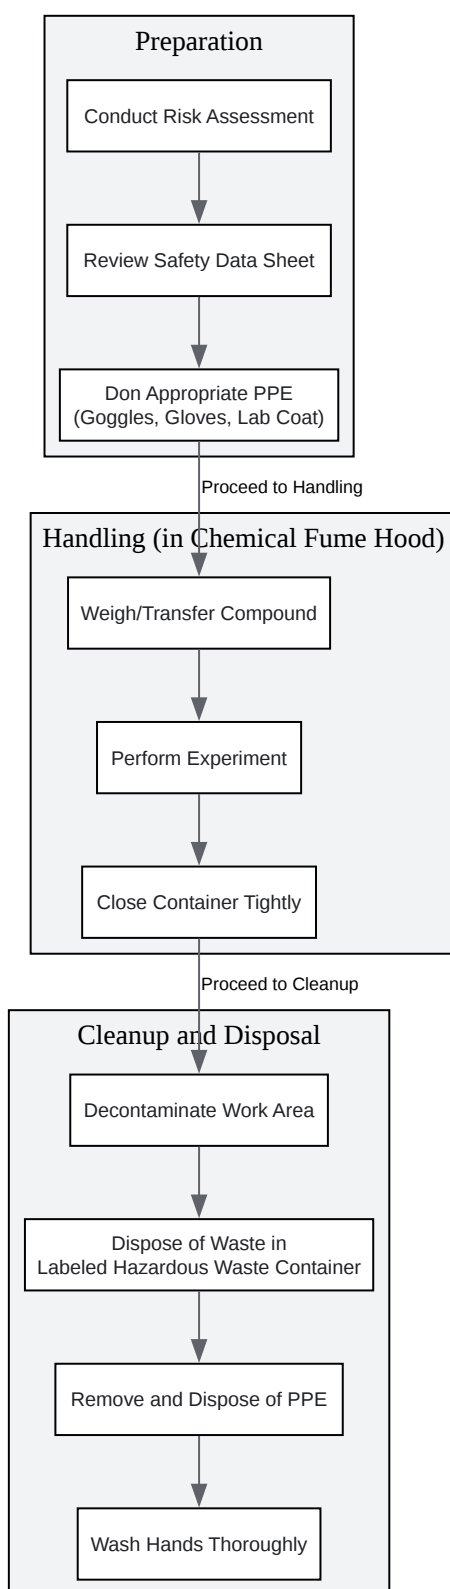 Preparation
Conduct Risk Assessment
Review Safety Data Sheet
Don Appropriate PPE
(Goggles, Gloves, Lab Coat)
Proceed to Handling
Handling (in Chemical Fume Hood)
Weigh/Transfer Compound
Perform Experiment
Close Container Tightly
Proceed to Cleanup
Cleanup and Disposal
Decontaminate Work Area
Dispose of Waste in
Labeled Hazardous Waste Container
Remove and Dispose of PPE
Wash Hands Thoroughly